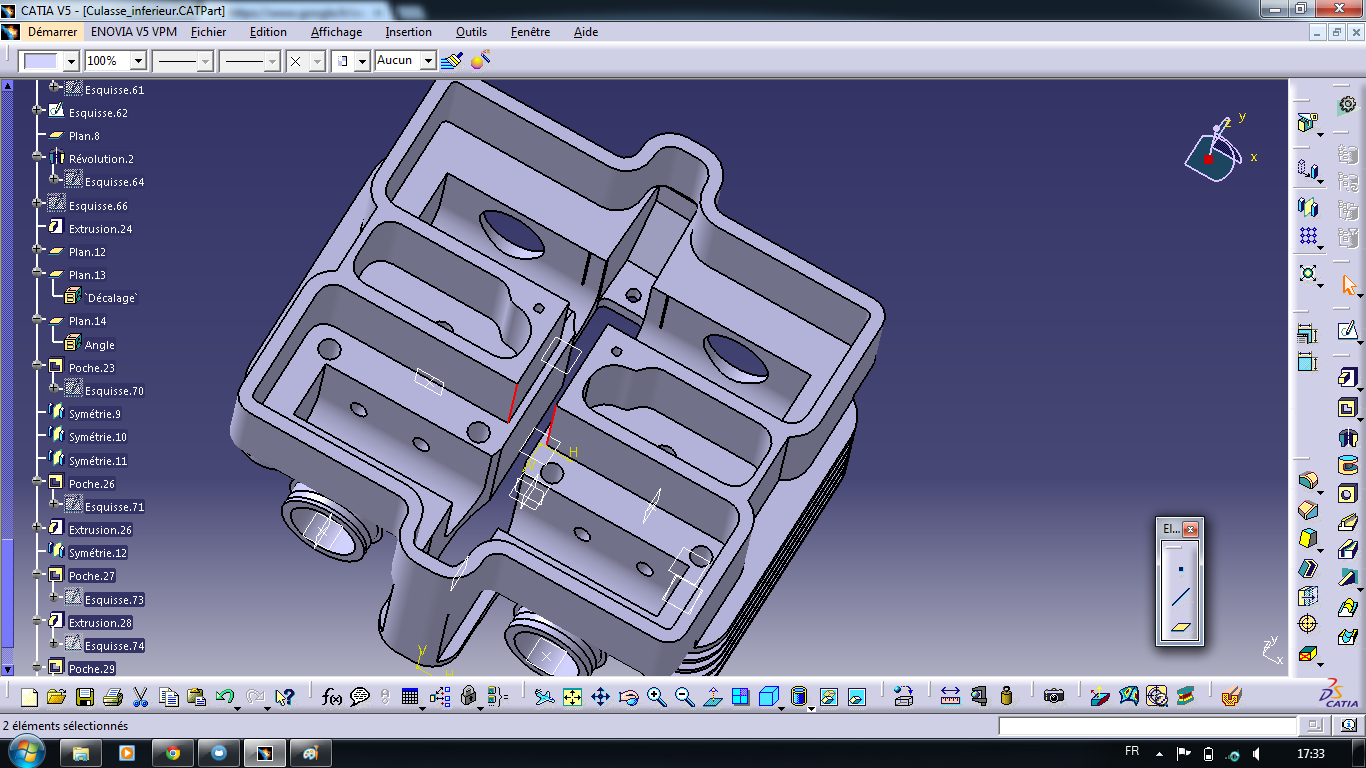 CATIA V5 - [Culasse_inferieur.CATPart]
Démarrer ENOVIA V5 VPM Fichier Edition Affichage Insertion Outils Fenêtre Aide
100% Aucun
Esquisse.61
Esquisse.62
Plan.8
Révolution.2
Esquisse.64
Esquisse.66
Extrusion.24
Plan.12
Plan.13
`Décalage`
Plan.14
Angle
Poche.23
Esquisse.70
Symétrie.9
Symétrie.10
Symétrie.11
Poche.26
Esquisse.71
Extrusion.26
Symétrie.12
Poche.27
Esquisse.73
Extrusion.28
Esquisse.74
Poche.29
H
y
z
y
x
El...
z
y
x
f(x)
CATIA
2 éléments sélectionnés
FR 17:33